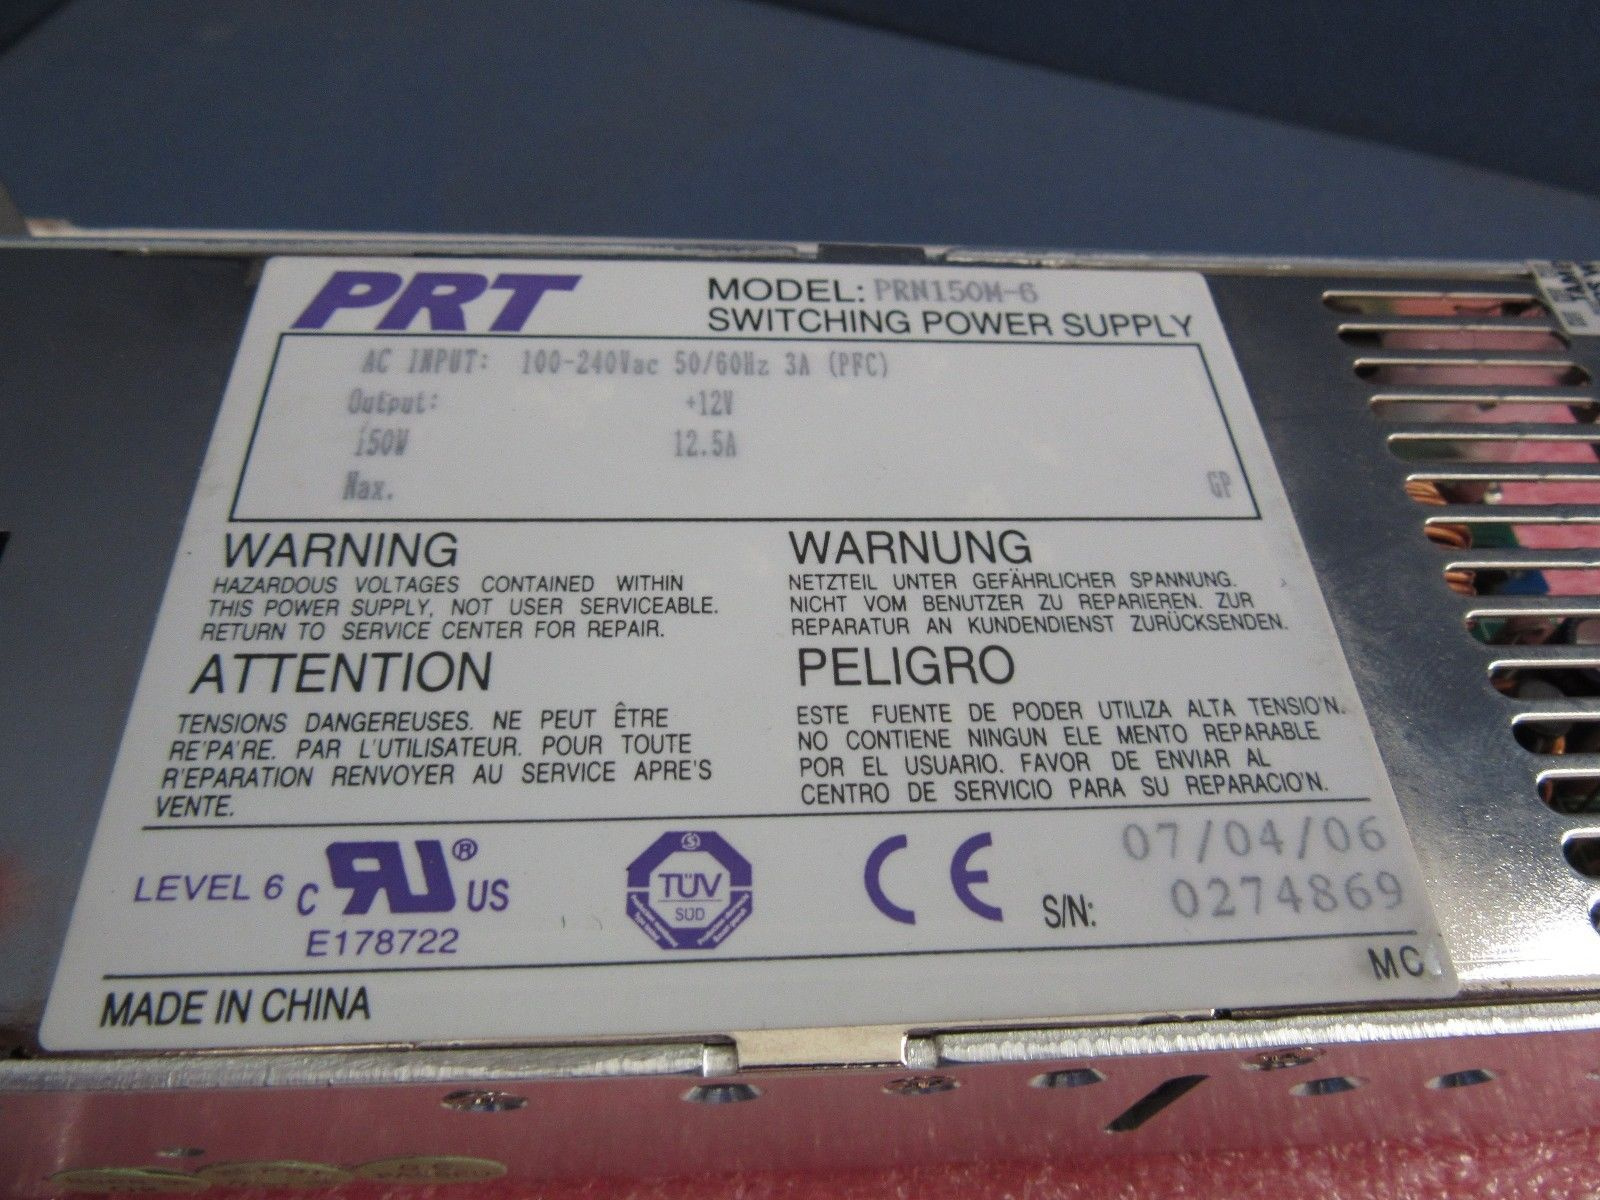 PRT
MODEL: PRN150M-6
SWITCHING POWER SUPPLY
AC INPUT: 100-240Vac 50/60Hz 3A (PFC)
Output: +12V
150W 12.5A
Max.
GP
WARNING
HAZARDOUS VOLTAGES CONTAINED WITHIN
THIS POWER SUPPLY, NOT USER SERVICEABLE.
RETURN TO SERVICE CENTER FOR REPAIR.
WARNUNG
NETZTEIL UNTER GEFÄHRLICHER SPANNUNG.
NICHT VOM BENUTZER ZU REPARIEREN. ZUR
REPARATUR AN KUNDENDIENST ZURÜCKSENDEN.
ATTENTION
TENSIONS DANGEREUSES. NE PEUT ÊTRE
RE'PA'RE. PAR L'UTILISATEUR. POUR TOUTE
R'EPARATION RENVOYER AU SERVICE APRE'S
VENTE.
PELIGRO
ESTE FUENTE DE PODER UTILIZA ALTA TENSIO'N.
NO CONTIENE NINGUN ELE MENTO REPARABLE
POR EL USUARIO. FAVOR DE ENVIAR AL
CENTRO DE SERVICIO PARA SU REPARACIO'N.
LEVEL 6 C RU ® US
E178722
TÜV
SÜD
CE
07/04/06
S/N: 0274869
MC
MADE IN CHINA